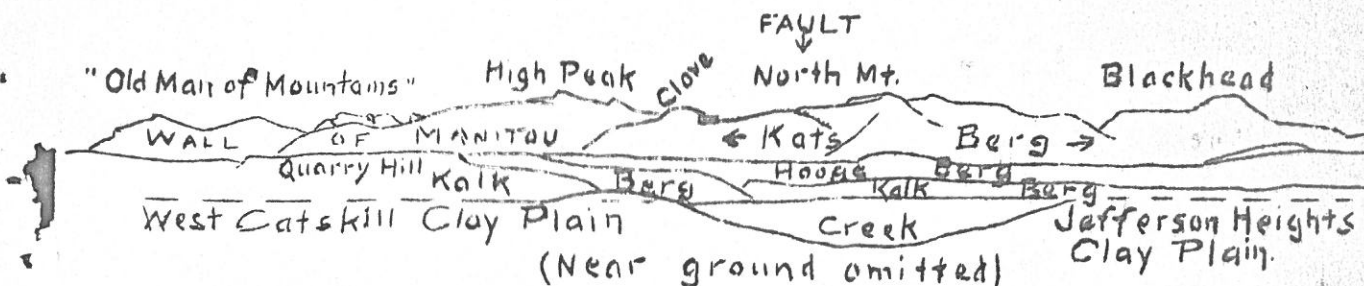 FAULT
"Old Man of Mountains" High Peak Clove North Mt. Blackhead
WALL OF MANITOU ← Kats Berg →
Quarry Hill Kalk Berg Hooge Berg
Kalk Berg
West Catskill Clay Plain Creek Jefferson Heights
Clay Plain.
(Near ground omitted)